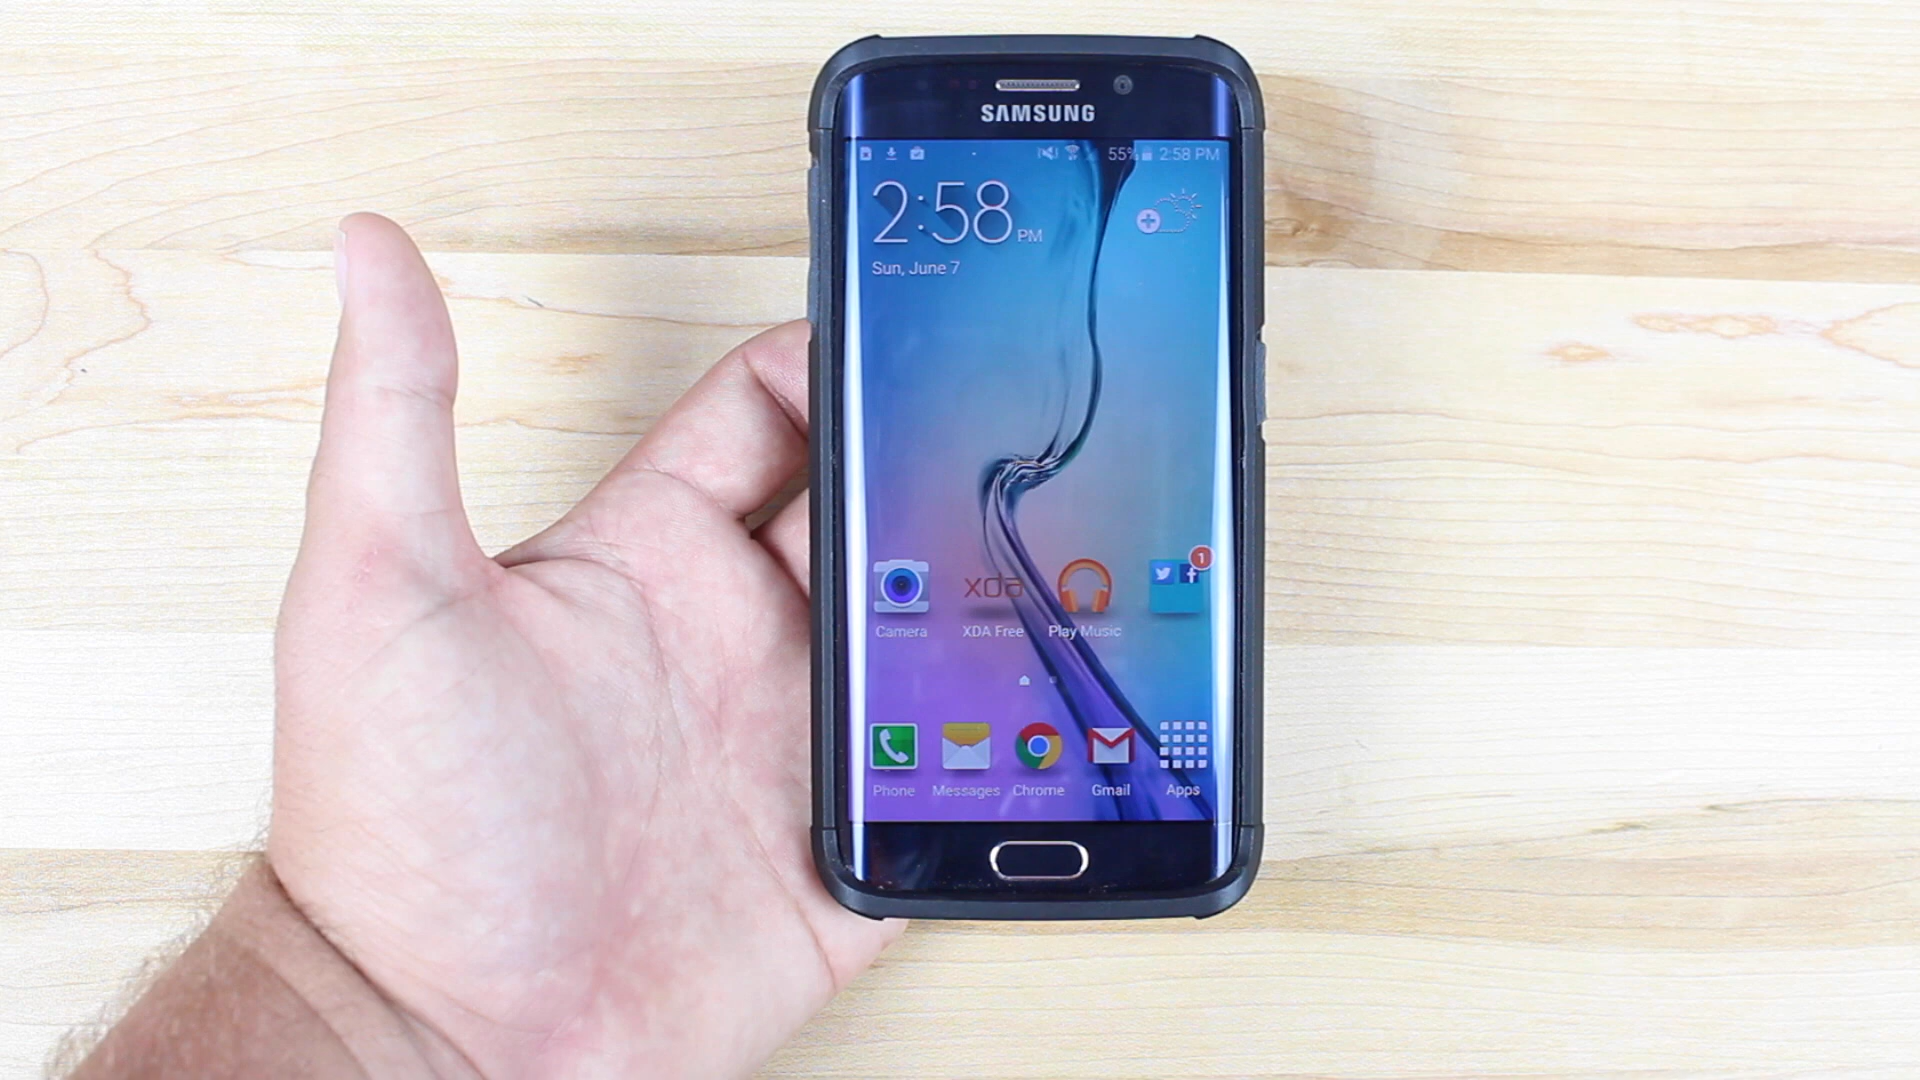 SAMSUNG
55% 2:58 PM
2:58 PM
Sun, June 7
1
xda
Camera XDA Free Play Music
Phone Messages Chrome Gmail Apps